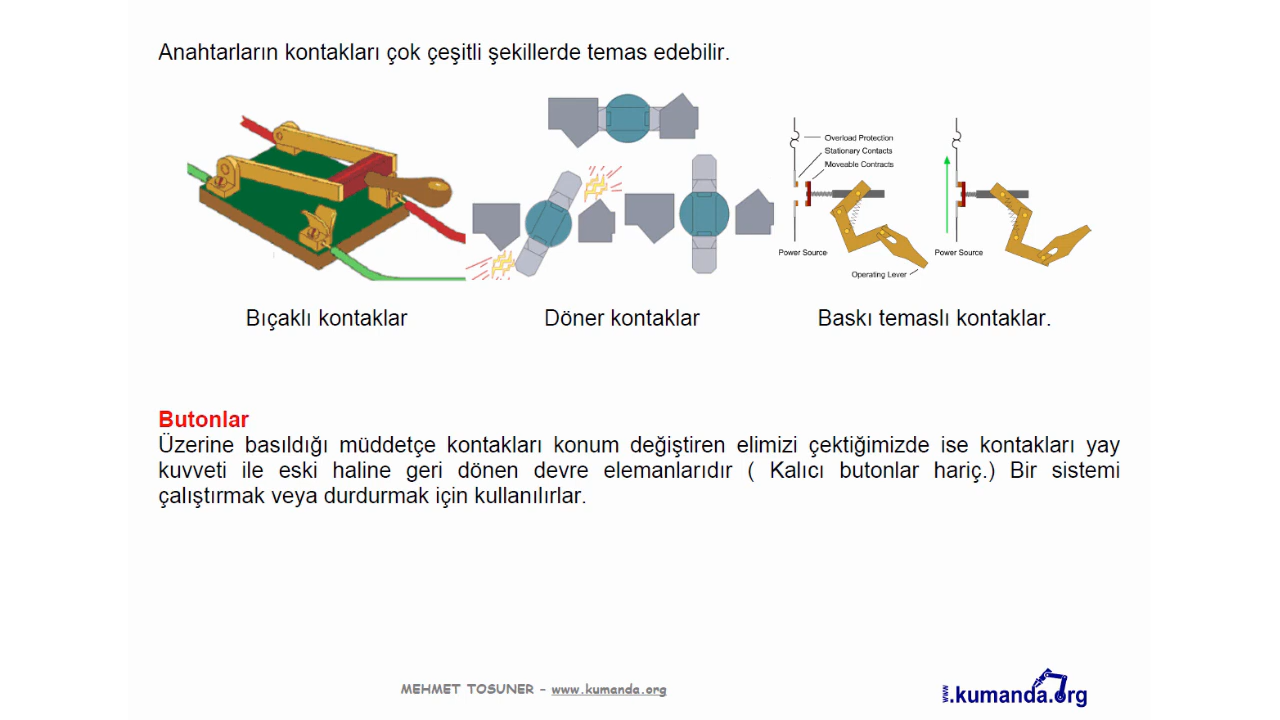 Anahtarların kontakları çok çeşitli şekillerde temas edebilir.
Overload Protection
Stationary Contacts
Moveable Contracts
Power Source
Power Source
Operating Lever
Bıçaklı kontaklar
Döner kontaklar
Baskı temaslı kontaklar.
Butonlar
Üzerine basıldığı müddetçe kontakları konum değiştiren elimizi çektiğimizde ise kontakları yay
kuvveti ile eski haline geri dönen devre elemanlarıdır ( Kalıcı butonlar hariç.) Bir sistemi
çalıştırmak veya durdurmak için kullanılırlar.
MEHMET TOSUNER – www.kumanda.org
www.kumanda.org